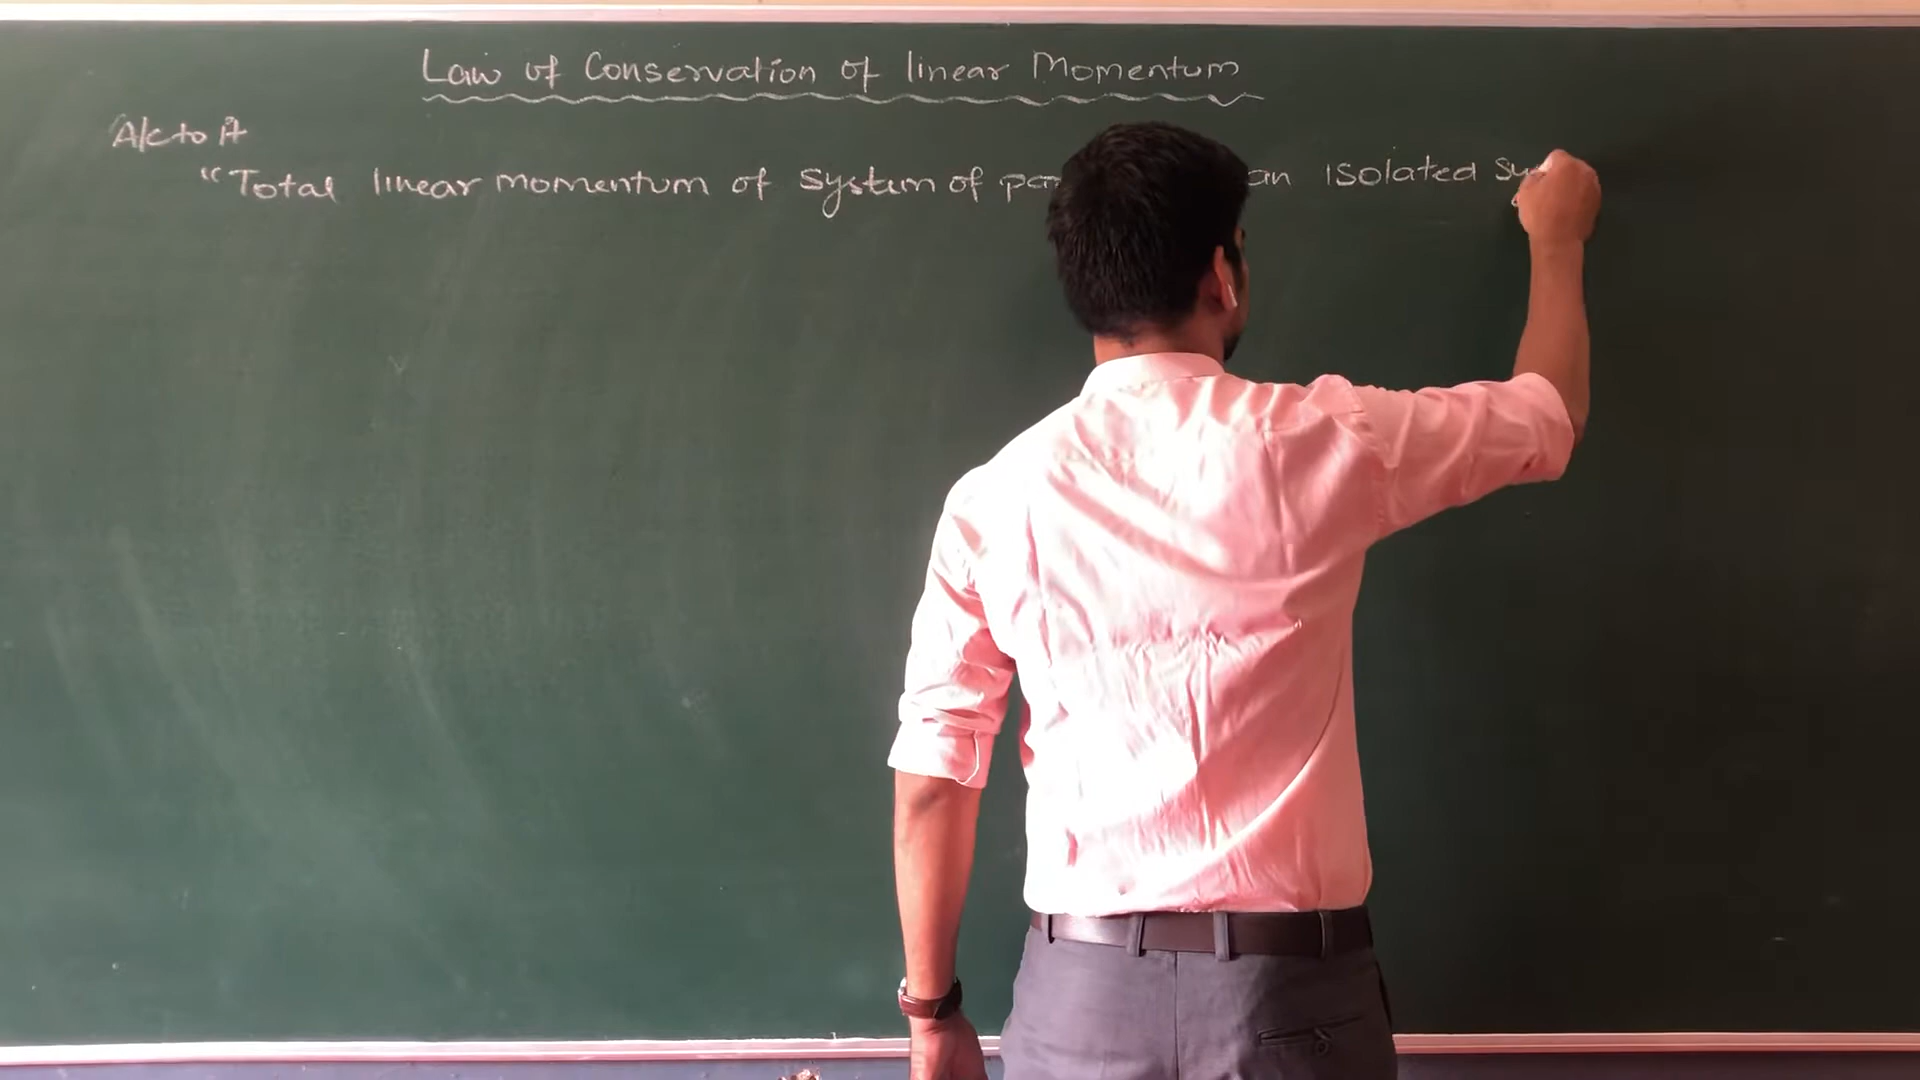 Law of Conservation of linear Momentum
A/c to it
"Total linear momentum of system of an isolated